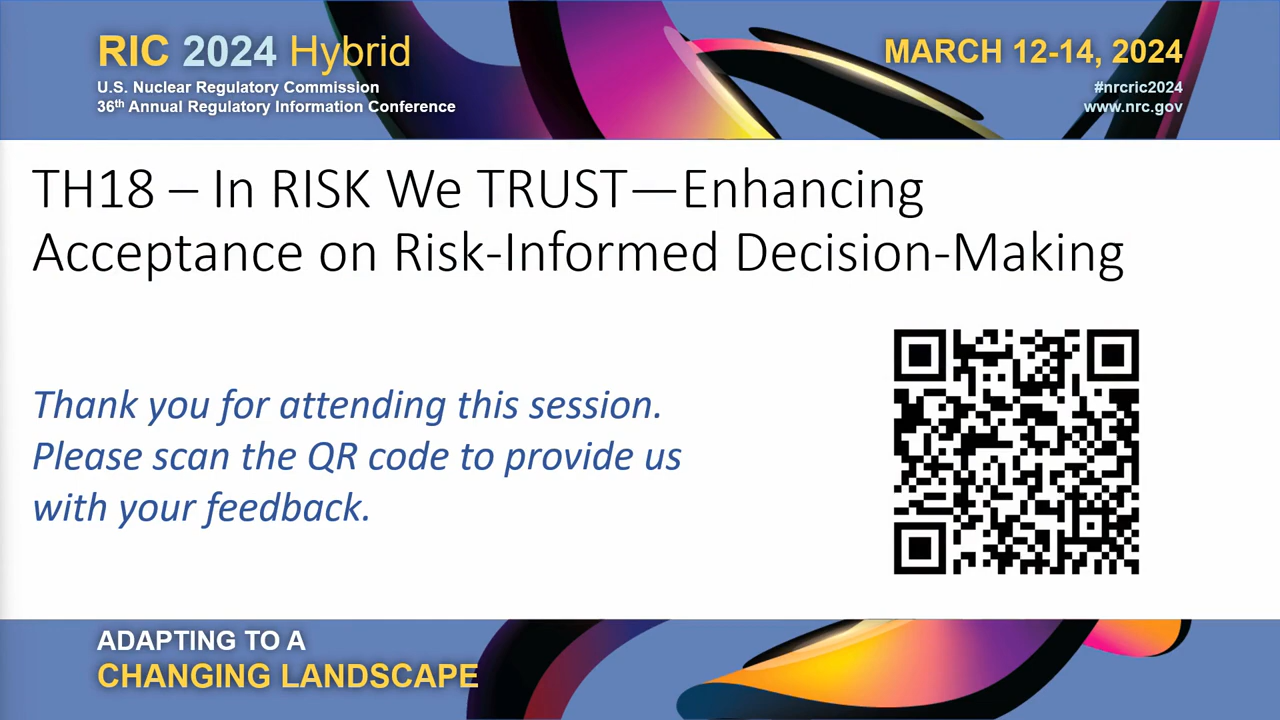 RIC 2024 Hybrid
U.S. Nuclear Regulatory Commission
36th Annual Regulatory Information Conference
MARCH 12-14, 2024
#nrcric2024
www.nrc.gov
TH18 – In RISK We TRUST—Enhancing
Acceptance on Risk-Informed Decision-Making
Thank you for attending this session.
Please scan the QR code to provide us
with your feedback.
ADAPTING TO A
CHANGING LANDSCAPE